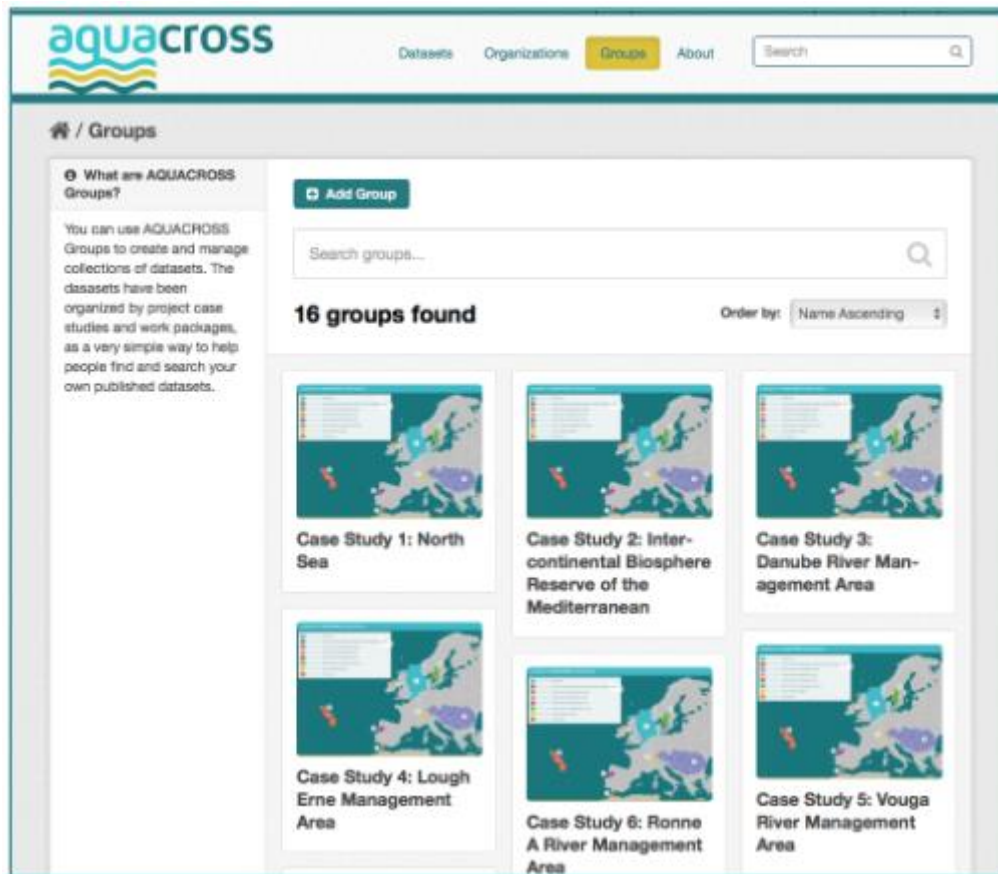 aquacross
Datasets
Organizations
Groups
About
Search
/ Groups
What are AQUACROSS
Groups?
You can use AQUACROSS
Groups to create and manage
collections of datasets. The
dasasets have been
organized by project case
studies and work packages,
as a very simple way to help
people find and search your
own published datasets.
Add Group
Search groups...
16 groups found
Order by:
Name Ascending
Case Study 1: North
Sea
Case Study 2: Inter-
continental Biosphere
Reserve of the
Mediterranean
Case Study 3:
Danube River Man-
agement Area
Case Study 4: Lough
Erne Management
Area
Case Study 6: Ronne
A River Management
Area
Case Study 5: Vouga
River Management
Area